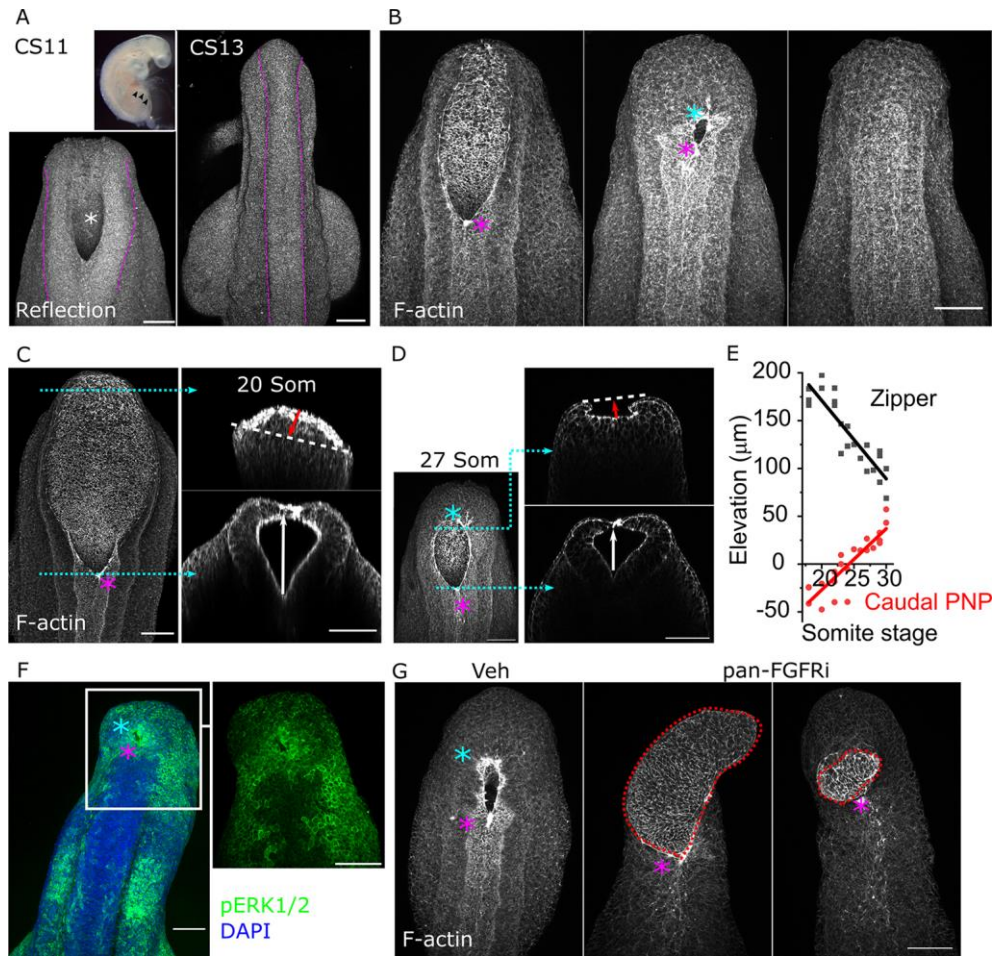 A
CS11
CS13
Reflection
B
F-actin
C
20 Som
F-actin
D
27 Som
E
200
150
100
50
0
-50
20 25 30
Elevation (μm)
Zipper
Caudal PNP
Somite stage
F
pERK1/2
DAPI
G
Veh
pan-FGFRi
F-actin